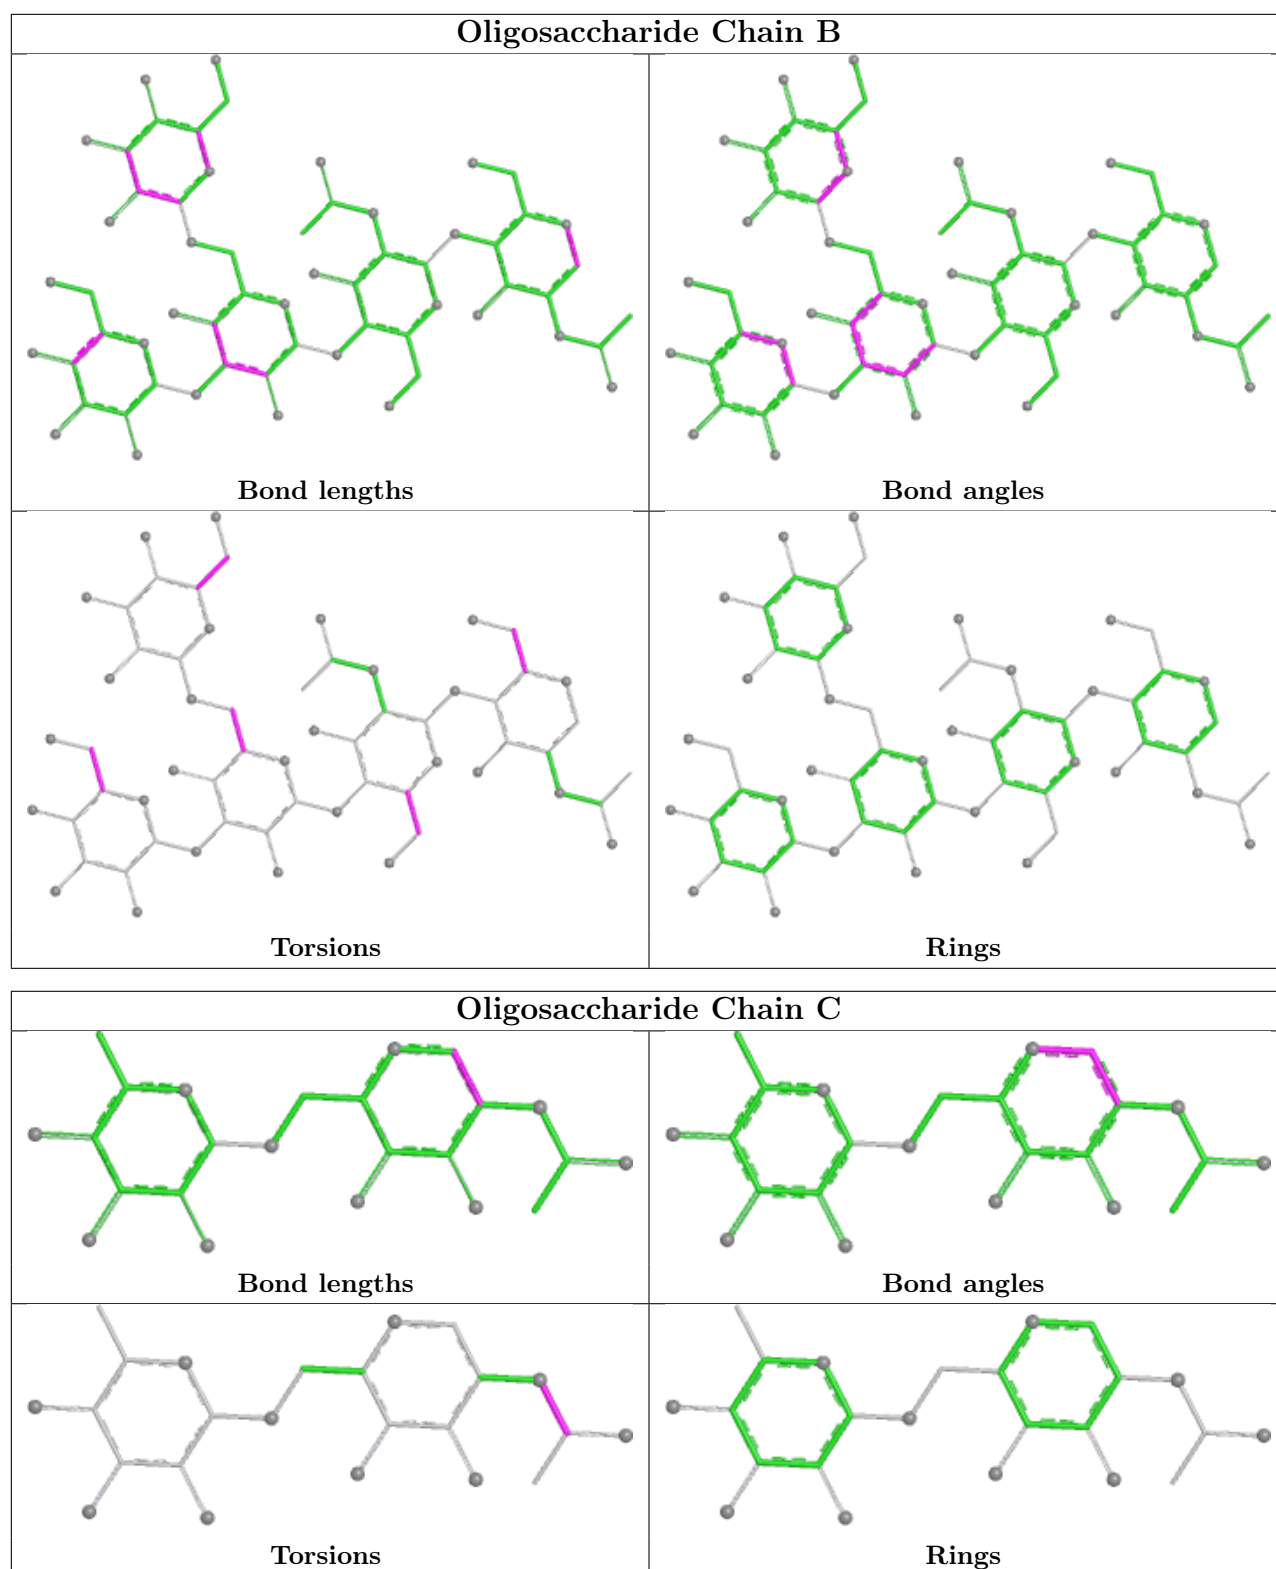 Oligosaccharide Chain B
Bond lengths
Bond angles
Torsions
Rings
Oligosaccharide Chain C
Bond lengths
Bond angles
Torsions
Rings